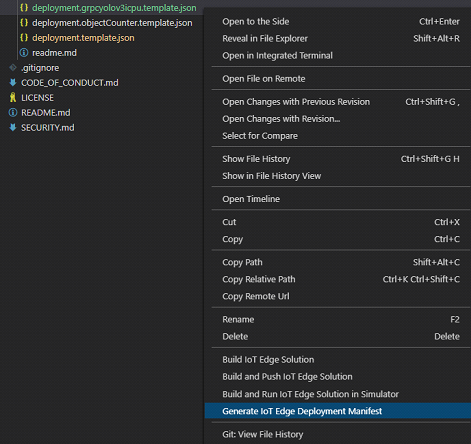 deployment.grpcyolov3icpu.template.json
deployment.objectCounter.template.json
deployment.template.json
readme.md
.gitignore
CODE_OF_CONDUCT.md
LICENSE
README.md
SECURITY.md
Open to the Side Ctrl+Enter
Reveal in File Explorer Shift+Alt+R
Open in Integrated Terminal
Open File on Remote
Open Changes with Previous Revision Ctrl+Shift+G ,
Open Changes with Revision...
Select for Compare
Show File History Ctrl+Shift+G H
Show in File History View
Open Timeline
Cut Ctrl+X
Copy Ctrl+C
Copy Path Shift+Alt+C
Copy Relative Path Ctrl+K Ctrl+Shift+C
Copy Remote Url
Rename F2
Delete Delete
Build IoT Edge Solution
Build and Push IoT Edge Solution
Build and Run IoT Edge Solution in Simulator
Generate IoT Edge Deployment Manifest
Git: View File History